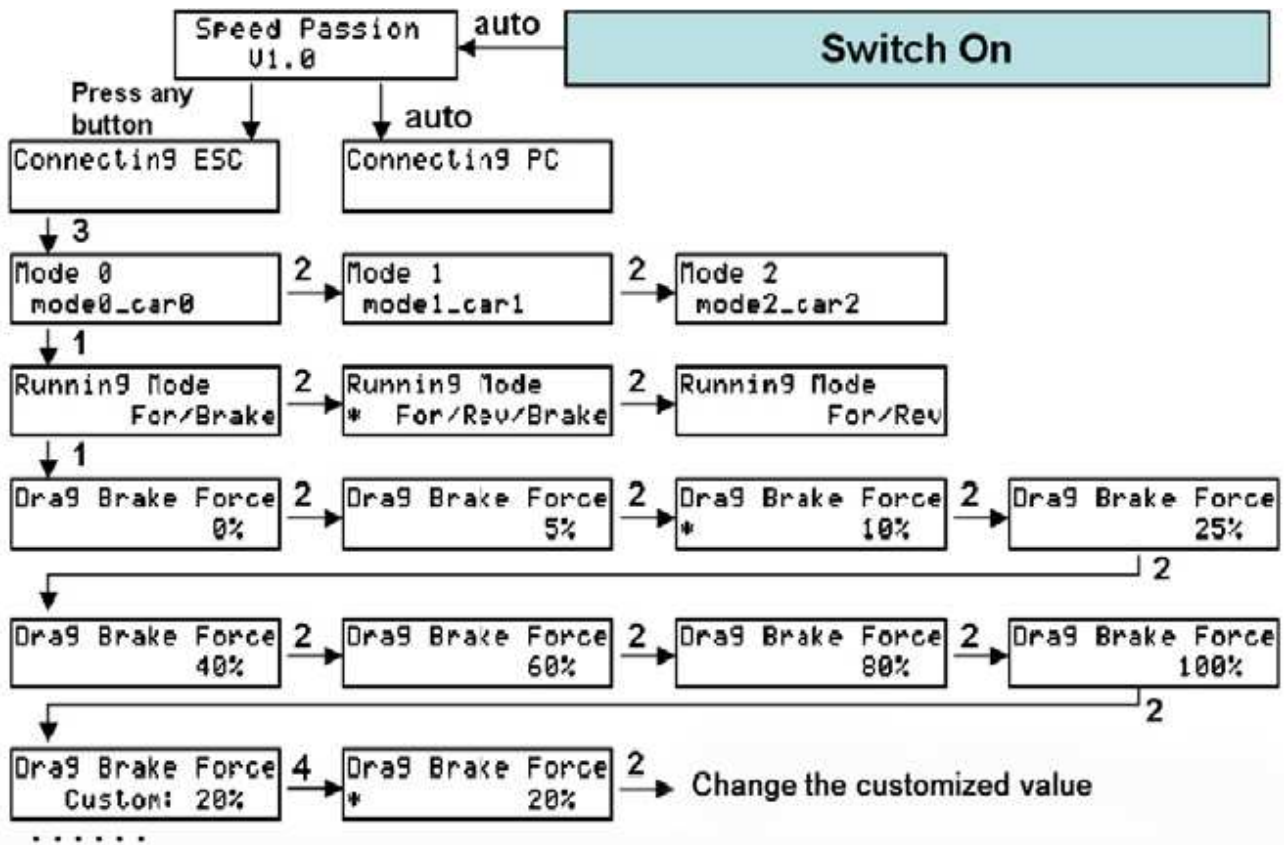 Speed Passion
V1.0
auto
Switch On
Press any
button
auto
Connecting ESC
Connecting PC
3
Mode 0
mode0_car0
2
Mode 1
mode1_car1
2
Mode 2
mode2_car2
1
Running Mode
For/Brake
2
Running Mode
* For/Rev/Brake
2
Running Mode
For/Rev
1
Drag Brake Force
0%
2
Drag Brake Force
5%
2
Drag Brake Force
* 10%
2
Drag Brake Force
25%
2
Drag Brake Force
40%
2
Drag Brake Force
60%
2
Drag Brake Force
80%
2
Drag Brake Force
100%
2
Drag Brake Force
Custom: 20%
4
Drag Brake Force
* 20%
2
Change the customized value
. . . . . .